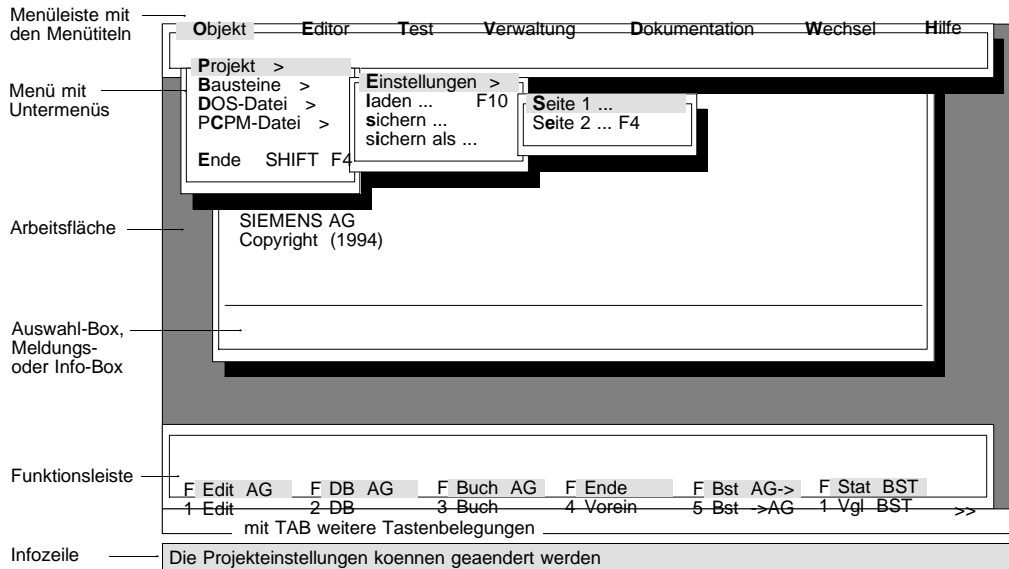 Menüleiste mit
den Menütiteln
Objekt Editor Test Verwaltung Dokumentation Wechsel Hilfe
Menü mit
Untermenüs
Projekt >
Bausteine >
DOS-Datei >
PCPM-Datei >
Ende SHIFT F4
Einstellungen >
laden ... F10
sichern ...
sichern als ...
Seite 1 ...
Seite 2 ... F4
Arbeitsfläche
SIEMENS AG
Copyright (1994)
Auswahl-Box,
Meldungs-
oder Info-Box
Funktionsleiste
F Edit AG F DB AG F Buch AG F Ende F Bst AG-> F Stat BST
1 Edit 2 DB 3 Buch 4 Vorein 5 Bst ->AG 1 Vgl BST >>
mit TAB weitere Tastenbelegungen
Infozeile
Die Projekteinstellungen koennen geaendert werden